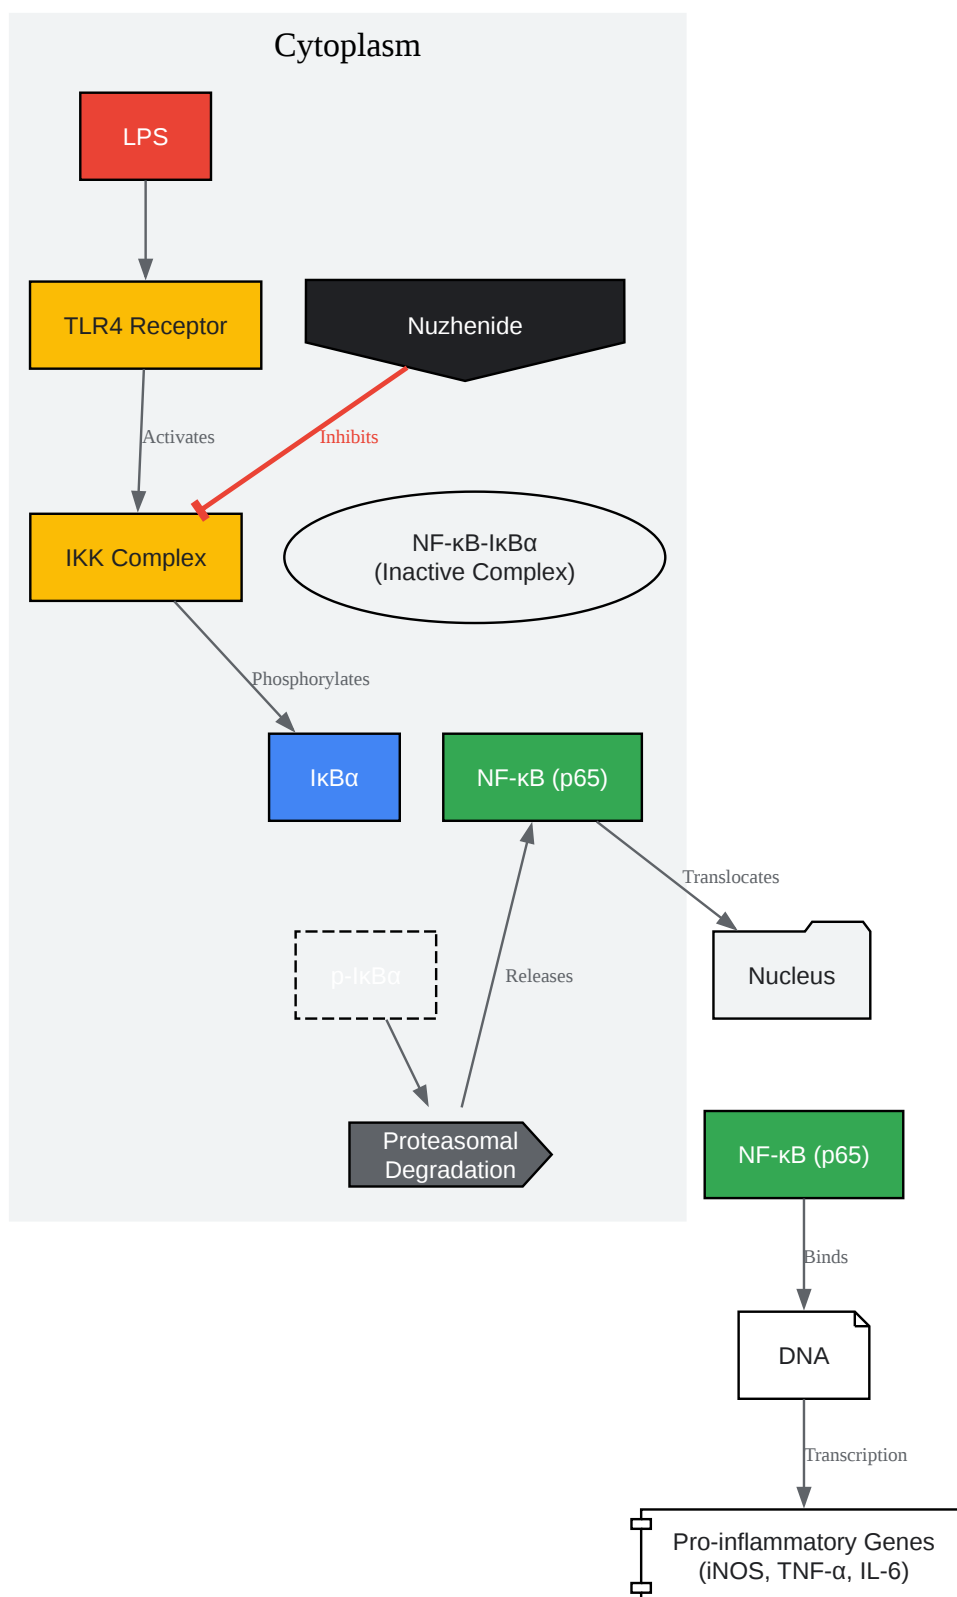 Cytoplasm
LPS
TLR4 Receptor
Nuzhenide
Activates
Inhibits
IKK Complex
NF-κB-IκBα
(Inactive Complex)
Phosphorylates
IκBα
NF-κB (p65)
Translocates
p-IκBα
Releases
Nucleus
Proteasomal
Degradation
NF-κB (p65)
Binds
DNA
Transcription
Pro-inflammatory Genes
(iNOS, TNF-α, IL-6)